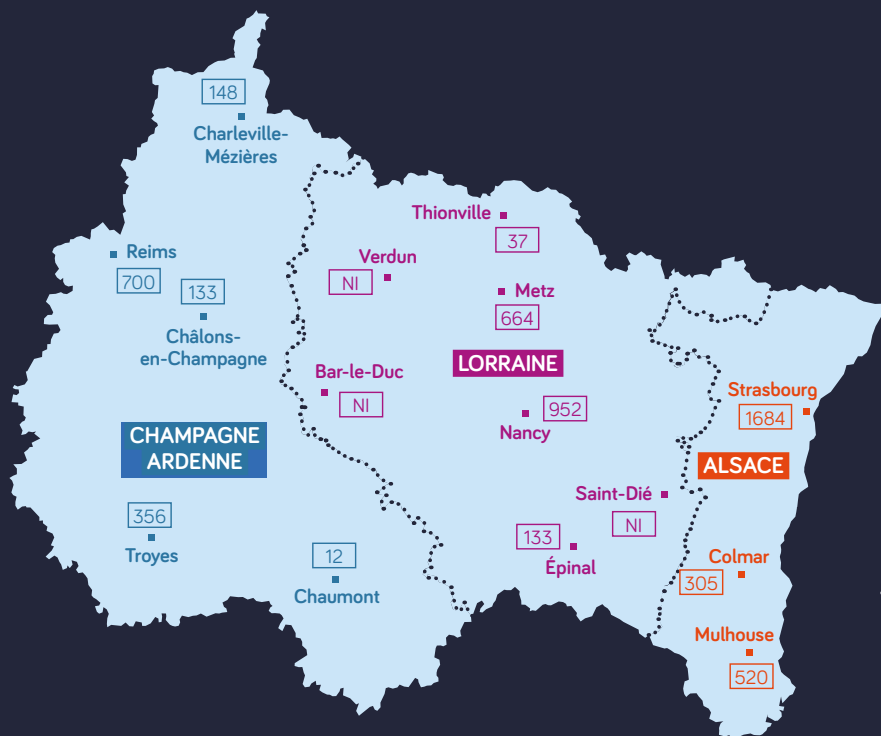 148
Charleville-
Mézières
Reims
700
133
Châlons-
en-Champagne
CHAMPAGNE
ARDENNE
356
Troyes
12
Chaumont
Thionville
37
Verdun
NI
Metz
664
LORRAINE
Bar-le-Duc
NI
952
Nancy
Saint-Dié
NI
133
Épinal
Strasbourg
1684
ALSACE
Colmar
305
Mulhouse
520